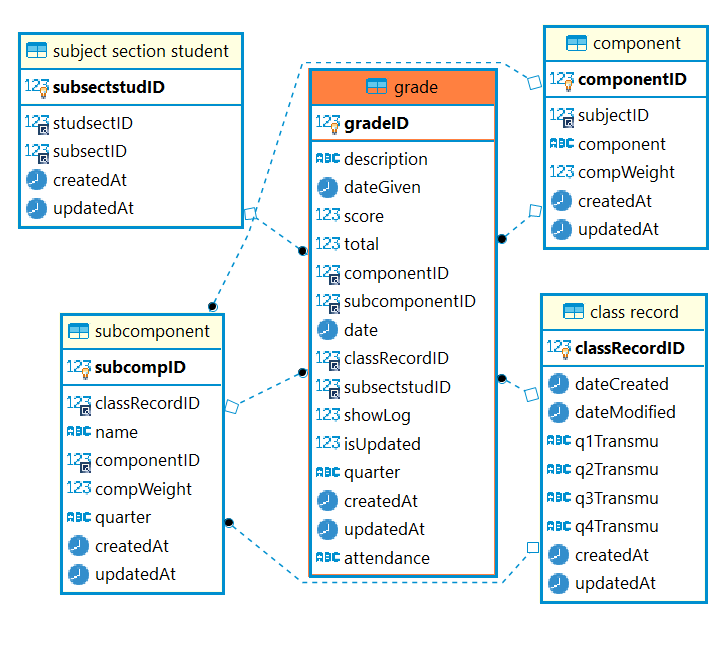 subject section student
123 subsectstudID
123 studsectID
123 subsectID
createdAt
updatedAt
subcomponent
123 subcompID
123 classRecordID
ABC name
123 componentID
123 compWeight
ABC quarter
createdAt
updatedAt
grade
123 gradeID
ABC description
dateGiven
123 score
123 total
123 componentID
123 subcomponentID
date
123 classRecordID
123 subsectstudID
123 showLog
123 isUpdated
ABC quarter
createdAt
updatedAt
ABC attendance
component
123 componentID
123 subjectID
ABC component
123 compWeight
createdAt
updatedAt
class record
123 classRecordID
dateCreated
dateModified
ABC q1Transmu
ABC q2Transmu
ABC q3Transmu
ABC q4Transmu
createdAt
updatedAt